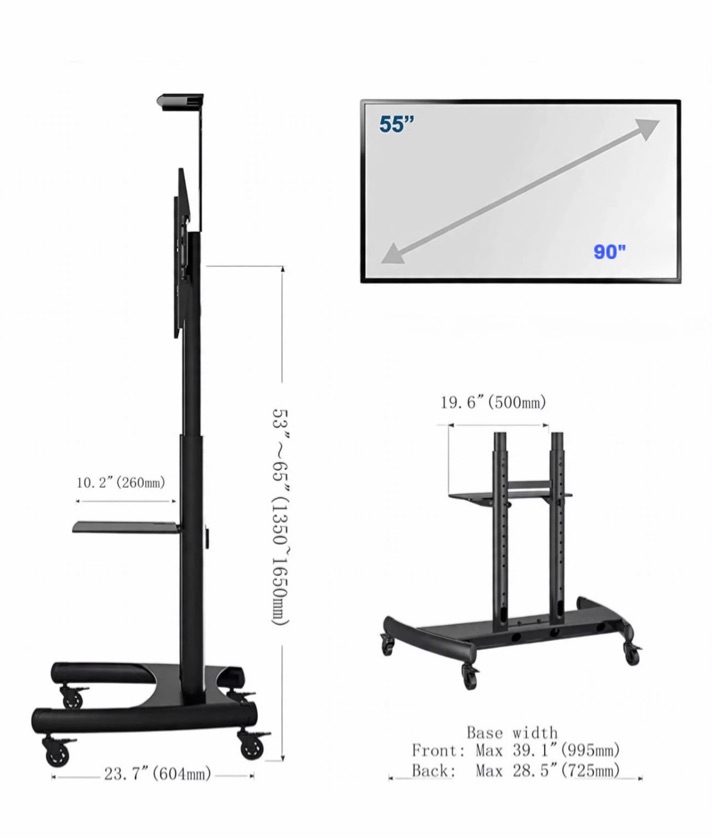 55”
90"
19.6″(500mm)
10.2″(260mm)
53″～65″(1350~1650mm)
23.7″(604mm)
Base width
Front: Max 39.1″(995mm)
Back: Max 28.5″(725mm)